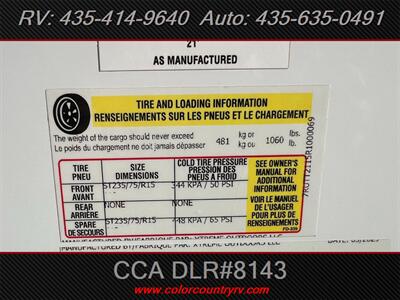 RV: 435-414-9640 Auto: 435-635-0491
21'
AS MANUFACTURED
TIRE AND LOADING INFORMATION
RENSEIGNEMENTS SUR LES PNEUS ET LE CHARGEMENT
The weight of the cargo should never exceed
Le poids du chargement ne doit jamais dépasser
481 kg or kg ou 1060 lbs. lb.
TIRE PNEU SIZE DIMENSIONS COLD TIRE PRESSURE PRESSION DES PNEUS A FROID
FRONT AVANT ST235/75/R15 344 KPA / 50 PSI
REAR ARRIÈRE NONE NONE
SPARE DE SECOURS ST235/75/R15 448 KPA / 65 PSI
SEE OWNER'S
MANUAL FOR
ADDITIONAL
INFORMATION
VOIR LE MANUEL
DE L'USAGER
POUR PLUS DE
RENSEIGNEMENTS
CCA DLR#8143
www.colorcountryrv.com